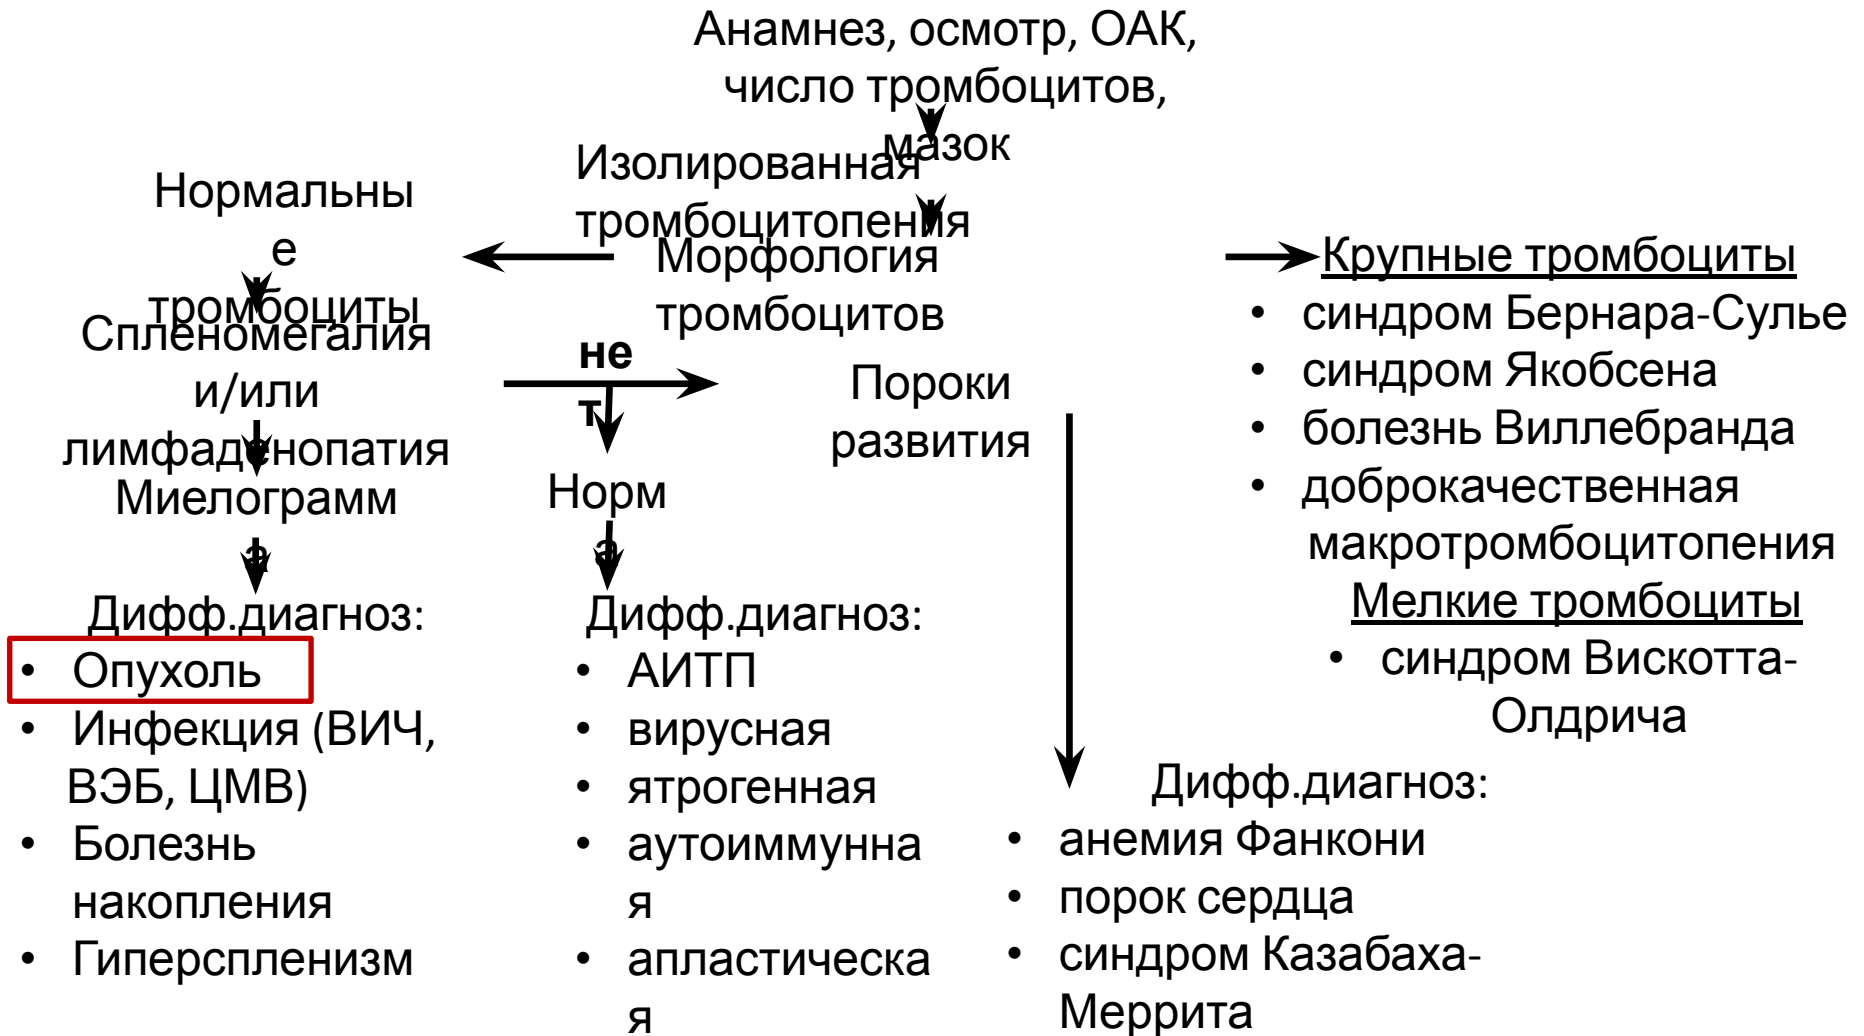 Анамнез, осмотр, ОАК,
число тромбоцитов,
мазок
Изолированная
тромбоцитопения
Морфология
тромбоцитов
Нормальны
е
тромбоциты
Спленомегалия
и/или
лимфаденопатия
Миелограмм
а
Дифф.диагноз:
• Опухоль
• Инфекция (ВИЧ,
ВЭБ, ЦМВ)
• Болезнь
накопления
• Гиперспленизм
не
т
Норм
а
Дифф.диагноз:
• АИТП
• вирусная
• ятрогенная
• аутоиммунна
я
• апластическа
я
Пороки
развития
Дифф.диагноз:
• анемия Фанкони
• порок сердца
• синдром Казабаха-
Меррита
Крупные тромбоциты
• синдром Бернара-Сулье
• синдром Якобсена
• болезнь Виллебранда
• доброкачественная
макротромбоцитопения
Мелкие тромбоциты
• синдром Вискотта-
Олдрича